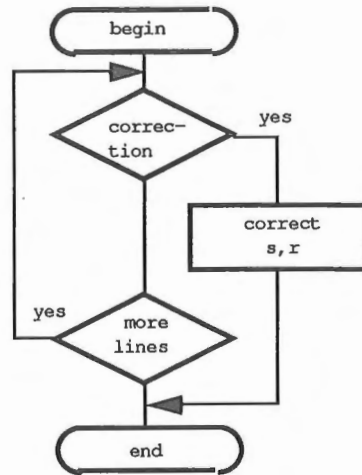 begin
correc-
tion
yes
correct
s,r
yes
more
lines
end